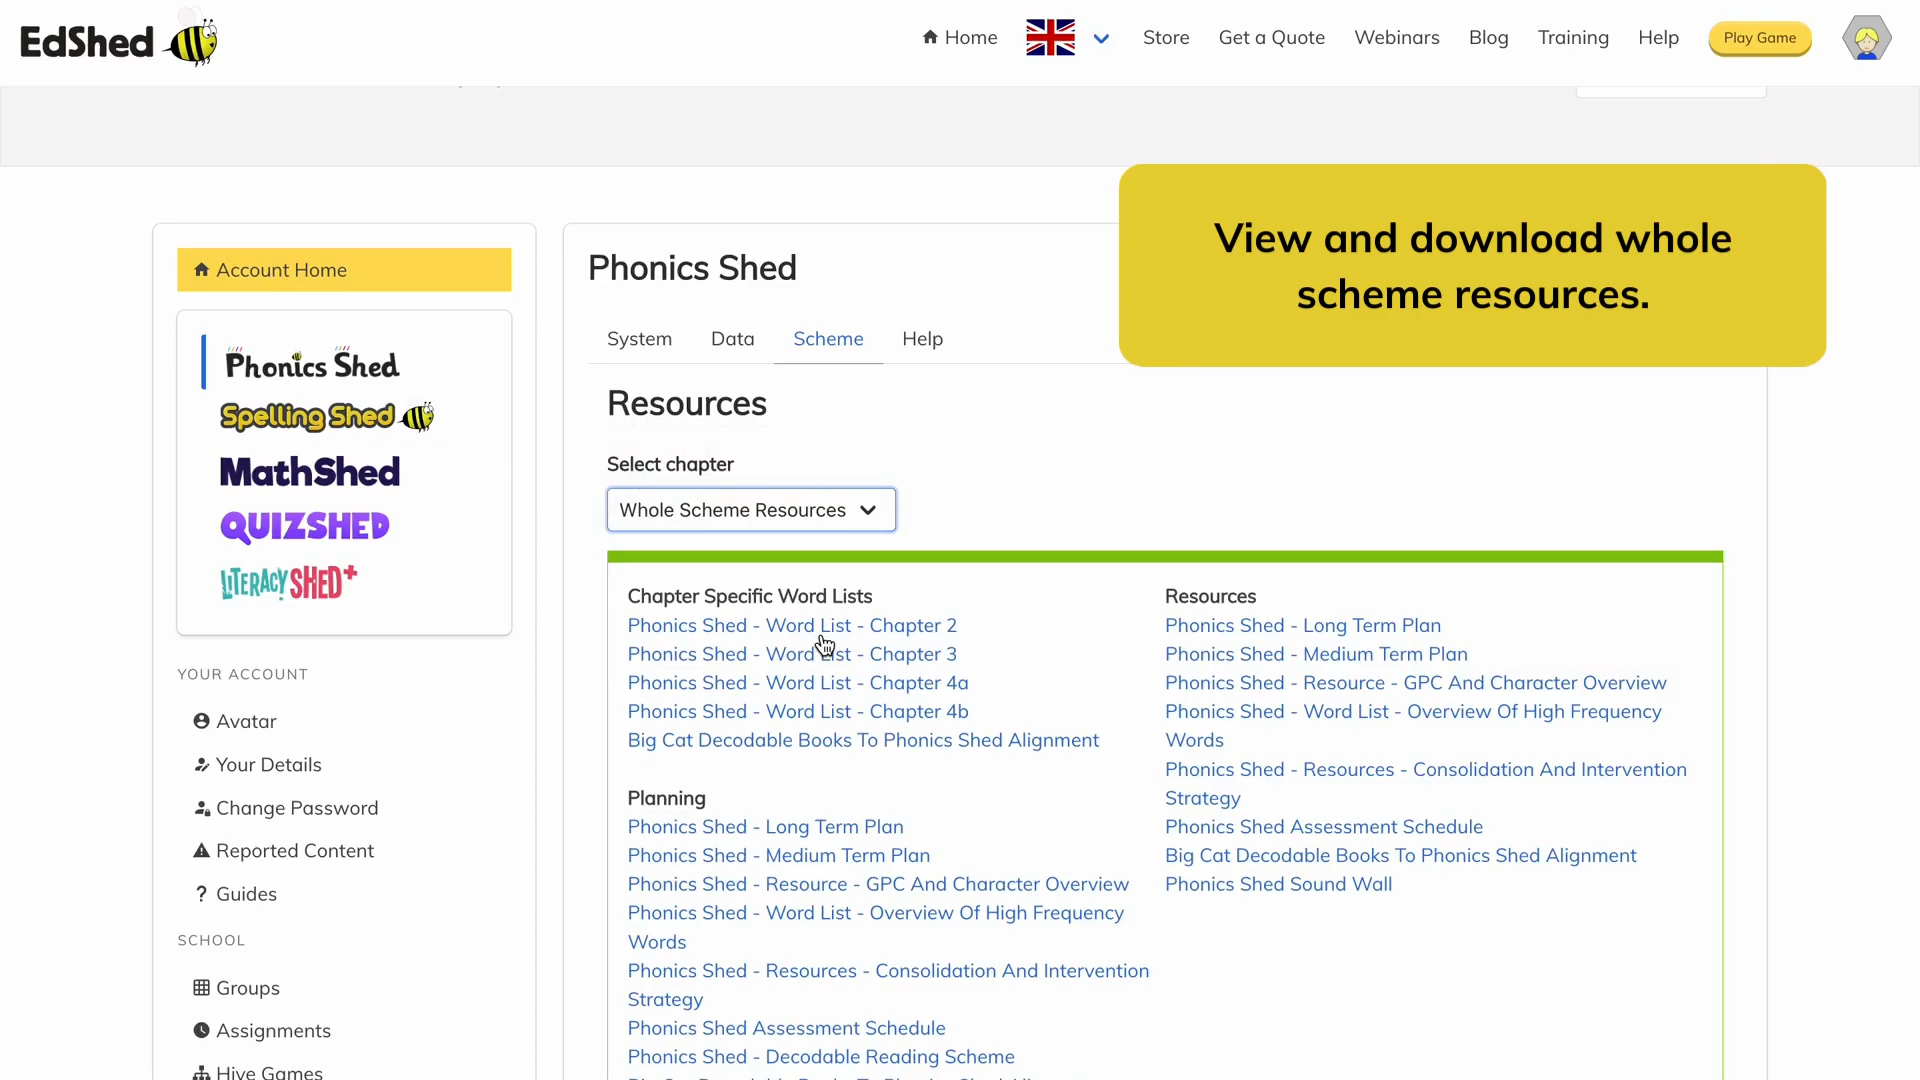 EdShed
Home
Store
Get a Quote
Webinars
Blog
Training
Help
Play Game
View and download whole
scheme resources.
Account Home
Phonics Shed
Spelling Shed
MathShed
QUIZSHED
LITERACY SHED+
YOUR ACCOUNT
Avatar
Your Details
Change Password
Reported Content
Guides
SCHOOL
Groups
Assignments
Hive Games
Phonics Shed
System
Data
Scheme
Help
Resources
Select chapter
Whole Scheme Resources
Chapter Specific Word Lists
Phonics Shed - Word List - Chapter 2
Phonics Shed - Word List - Chapter 3
Phonics Shed - Word List - Chapter 4a
Phonics Shed - Word List - Chapter 4b
Big Cat Decodable Books To Phonics Shed Alignment
Planning
Phonics Shed - Long Term Plan
Phonics Shed - Medium Term Plan
Phonics Shed - Resource - GPC And Character Overview
Phonics Shed - Word List - Overview Of High Frequency
Words
Phonics Shed - Resources - Consolidation And Intervention
Strategy
Phonics Shed Assessment Schedule
Phonics Shed - Decodable Reading Scheme
Resources
Phonics Shed - Long Term Plan
Phonics Shed - Medium Term Plan
Phonics Shed - Resource - GPC And Character Overview
Phonics Shed - Word List - Overview Of High Frequency
Words
Phonics Shed - Resources - Consolidation And Intervention
Strategy
Phonics Shed Assessment Schedule
Big Cat Decodable Books To Phonics Shed Alignment
Phonics Shed Sound Wall